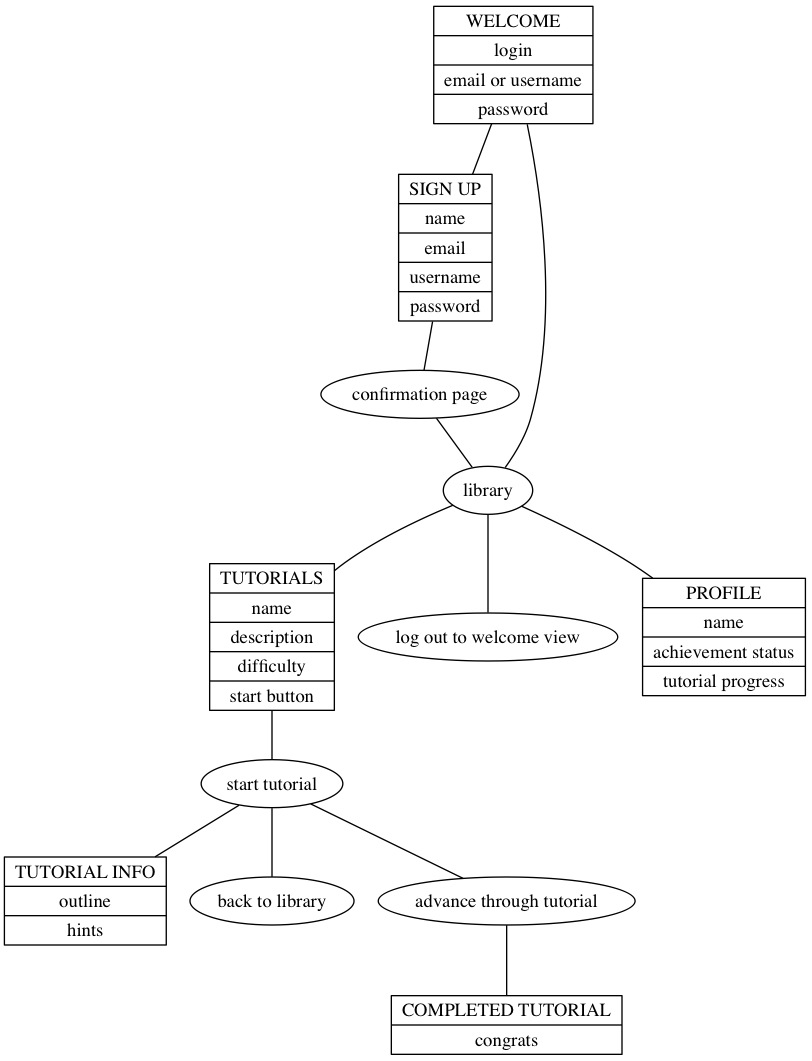 WELCOME
login
email or username
password
SIGN UP
name
email
username
password
confirmation page
library
TUTORIALS
name
description
difficulty
start button
log out to welcome view
PROFILE
name
achievement status
tutorial progress
start tutorial
TUTORIAL INFO
outline
hints
back to library
advance through tutorial
COMPLETED TUTORIAL
congrats